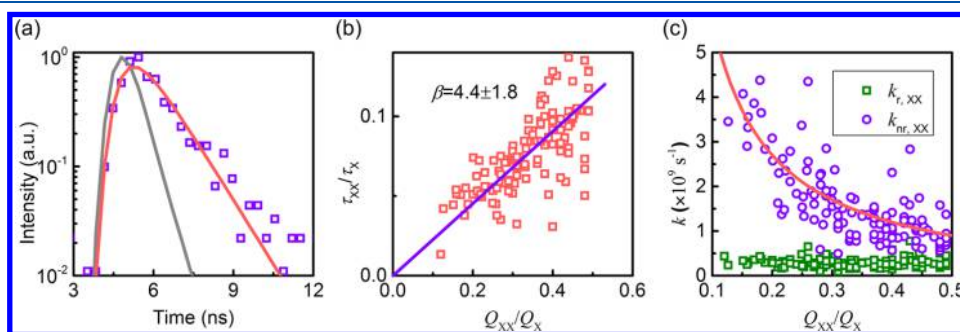 (a)
Intensity (a.u.)
10⁰
10⁻¹
10⁻²
3 6 9 12
Time (ns)
(b)
β=4.4±1.8
τXX/τX
0.1
0.0
0.0 0.2 0.4 0.6
QXX/QX
(c)
k (×10⁹ s⁻¹)
5
4
3
2
1
0
kr, XX
knr, XX
0.1 0.2 0.3 0.4 0.5
QXX/QX